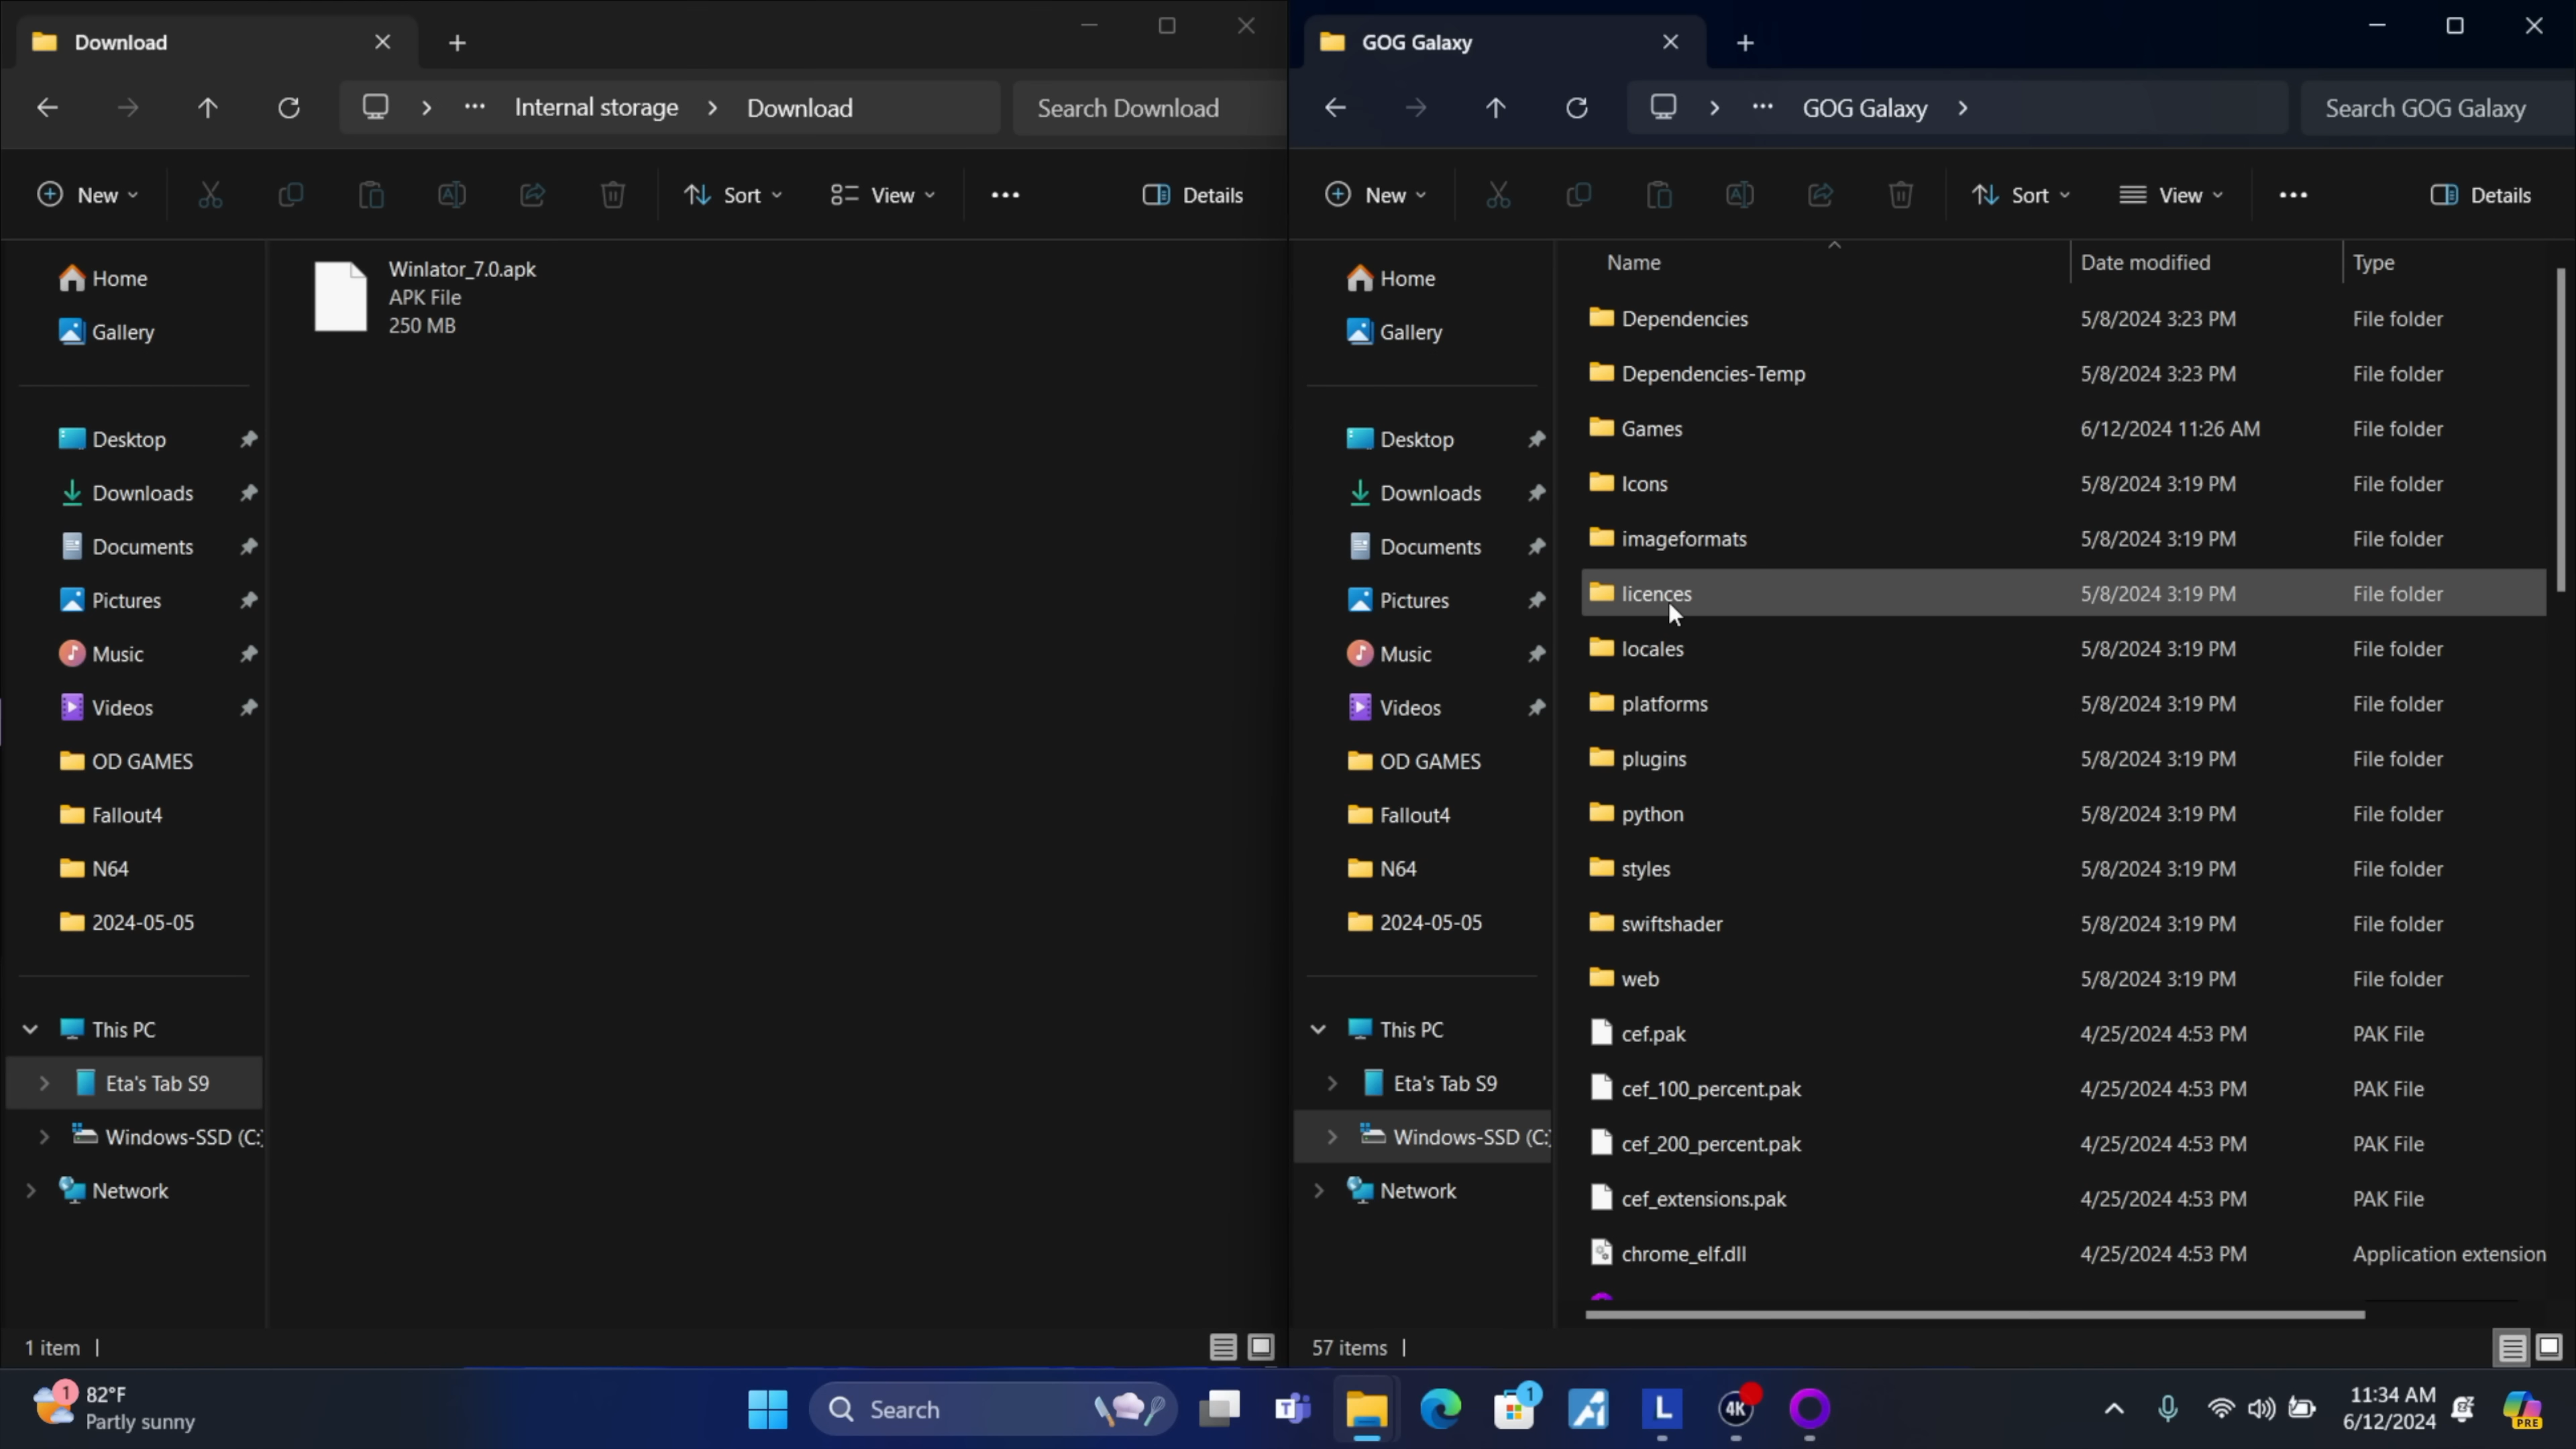 Download
Internal storage
Download
Search Download
New
Sort
View
Details
Home
Gallery
Desktop
Downloads
Documents
Pictures
Music
Videos
OD GAMES
Fallout4
N64
2024-05-05
This PC
Eta's Tab S9
Windows-SSD (C:)
Network
Winlator_7.0.apk
APK File
250 MB
1 item
GOG Galaxy
GOG Galaxy
Search GOG Galaxy
New
Sort
View
Details
Home
Gallery
Desktop
Downloads
Documents
Pictures
Music
Videos
OD GAMES
Fallout4
N64
2024-05-05
This PC
Eta's Tab S9
Windows-SSD (C:)
Network
Name Date modified Type
Dependencies 5/8/2024 3:23 PM File folder
Dependencies-Temp 5/8/2024 3:23 PM File folder
Games 6/12/2024 11:26 AM File folder
Icons 5/8/2024 3:19 PM File folder
imageformats 5/8/2024 3:19 PM File folder
licences 5/8/2024 3:19 PM File folder
locales 5/8/2024 3:19 PM File folder
platforms 5/8/2024 3:19 PM File folder
plugins 5/8/2024 3:19 PM File folder
python 5/8/2024 3:19 PM File folder
styles 5/8/2024 3:19 PM File folder
swiftshader 5/8/2024 3:19 PM File folder
web 5/8/2024 3:19 PM File folder
cef.pak 4/25/2024 4:53 PM PAK File
cef_100_percent.pak 4/25/2024 4:53 PM PAK File
cef_200_percent.pak 4/25/2024 4:53 PM PAK File
cef_extensions.pak 4/25/2024 4:53 PM PAK File
chrome_elf.dll 4/25/2024 4:53 PM Application extension
57 items
1
82°F
Partly sunny
Search
T
1
L
4K
11:34 AM
6/12/2024
PRE